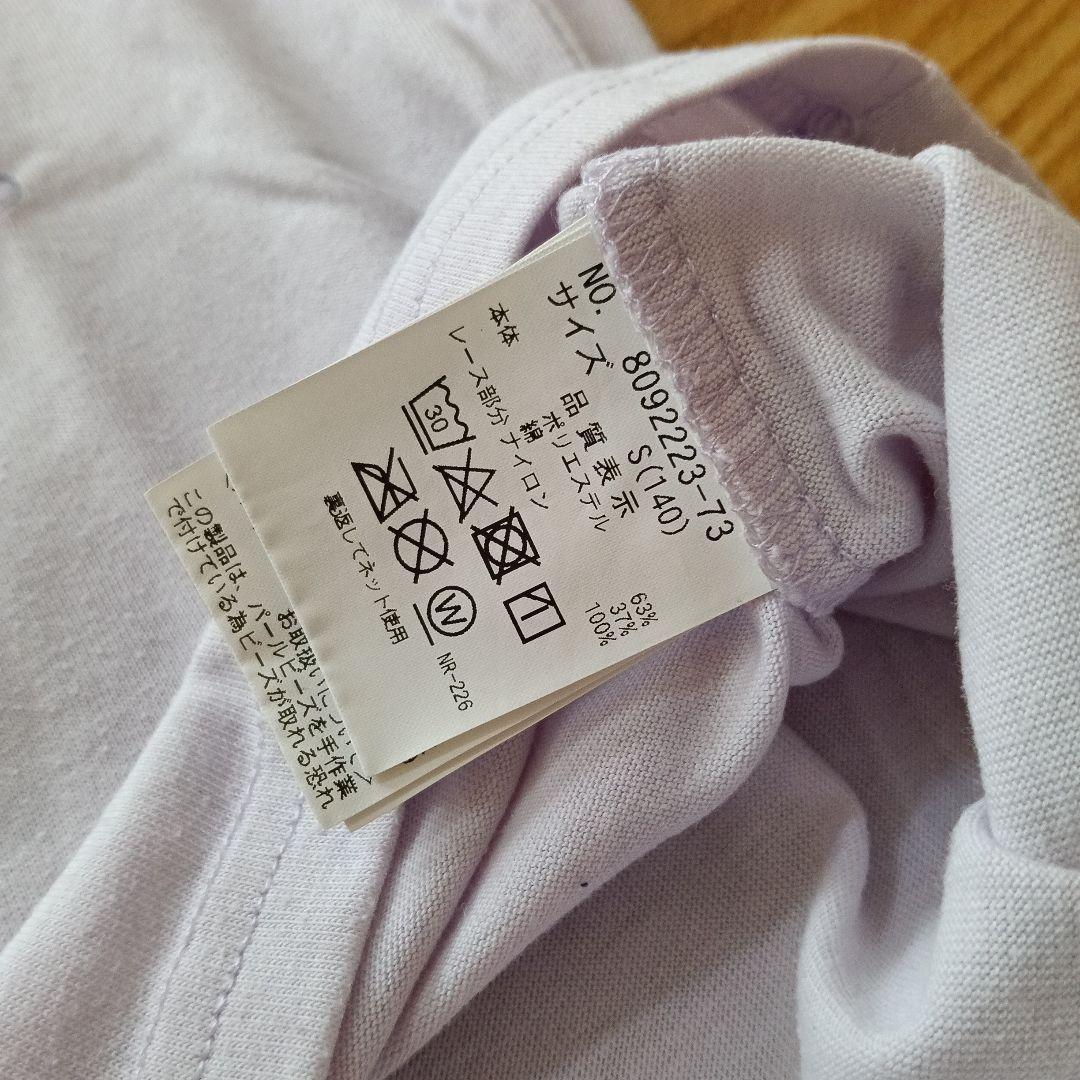 NO. 8092223-73
サイズ S(140)
品質表示
本体 ポリエステル 63%
綿 37%
レース部分 ナイロン 100%
30
W
裏返してネット使用
NR-226
お取扱いについて
この製品は、パールビーズを手作業
で付けている為ビーズが取れる恐れ